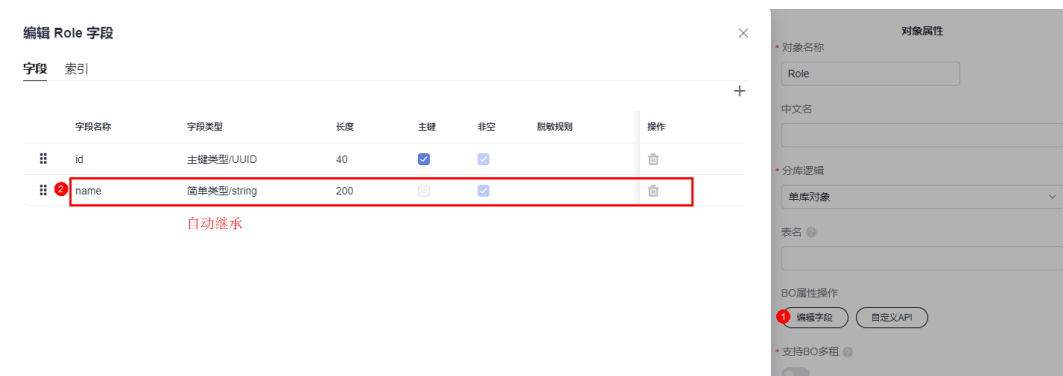 编辑 Role 字段
字段 索引
字段名称 字段类型 长度 主键 非空 脱敏规则 操作
id 主键类型/UUID 40
2 name 简单类型/string 200
自动继承
对象属性
* 对象名称
Role
中文名
* 分库逻辑
单库对象
表名 ?
BO属性操作
1 编辑字段 自定义API
* 支持BO多租 ?